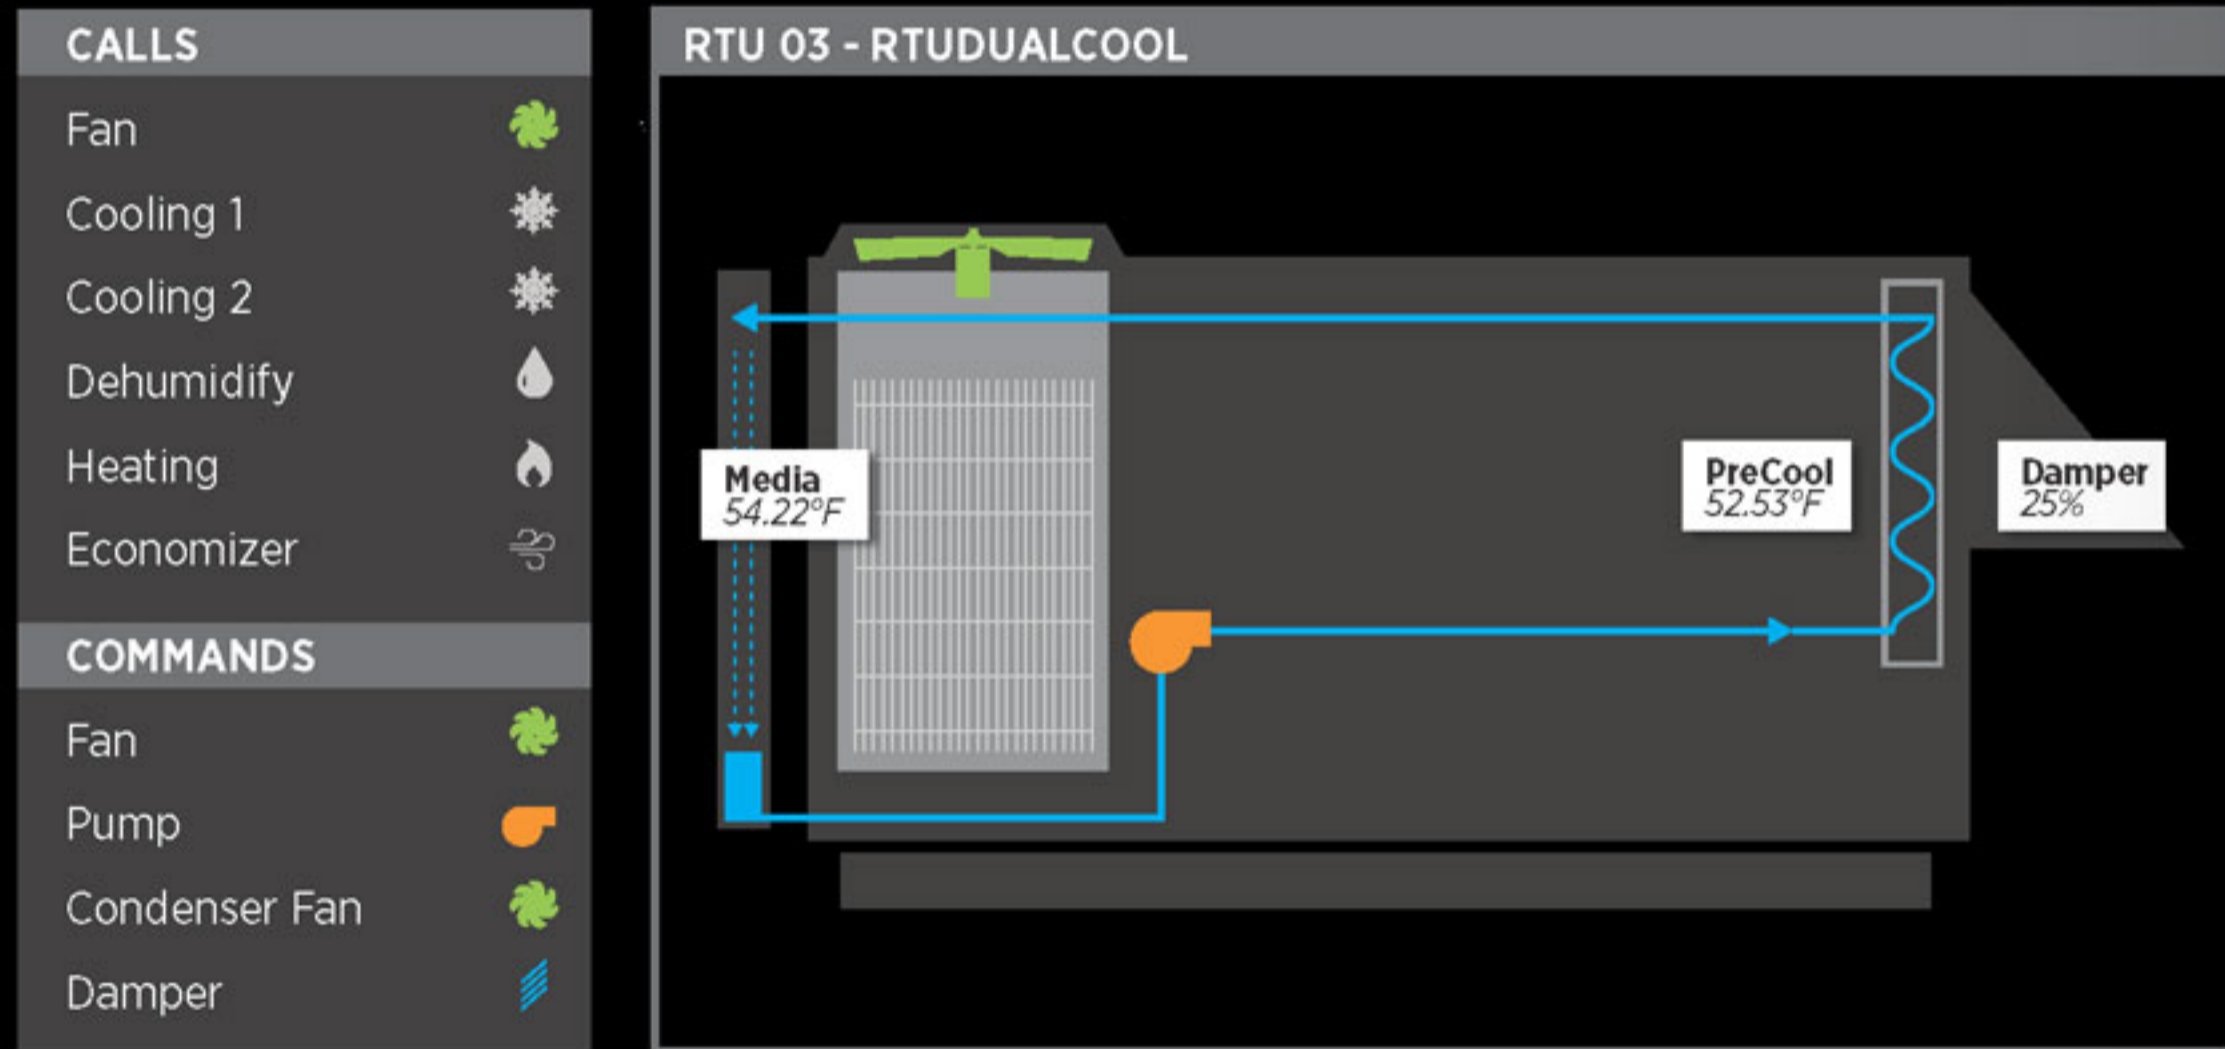 CALLS
Fan
Cooling 1
Cooling 2
Dehumidify
Heating
Economizer
COMMANDS
Fan
Pump
Condenser Fan
Damper
RTU 03 - RTUDUALCOOL
Media
54.22°F
PreCool
52.53°F
Damper
25%